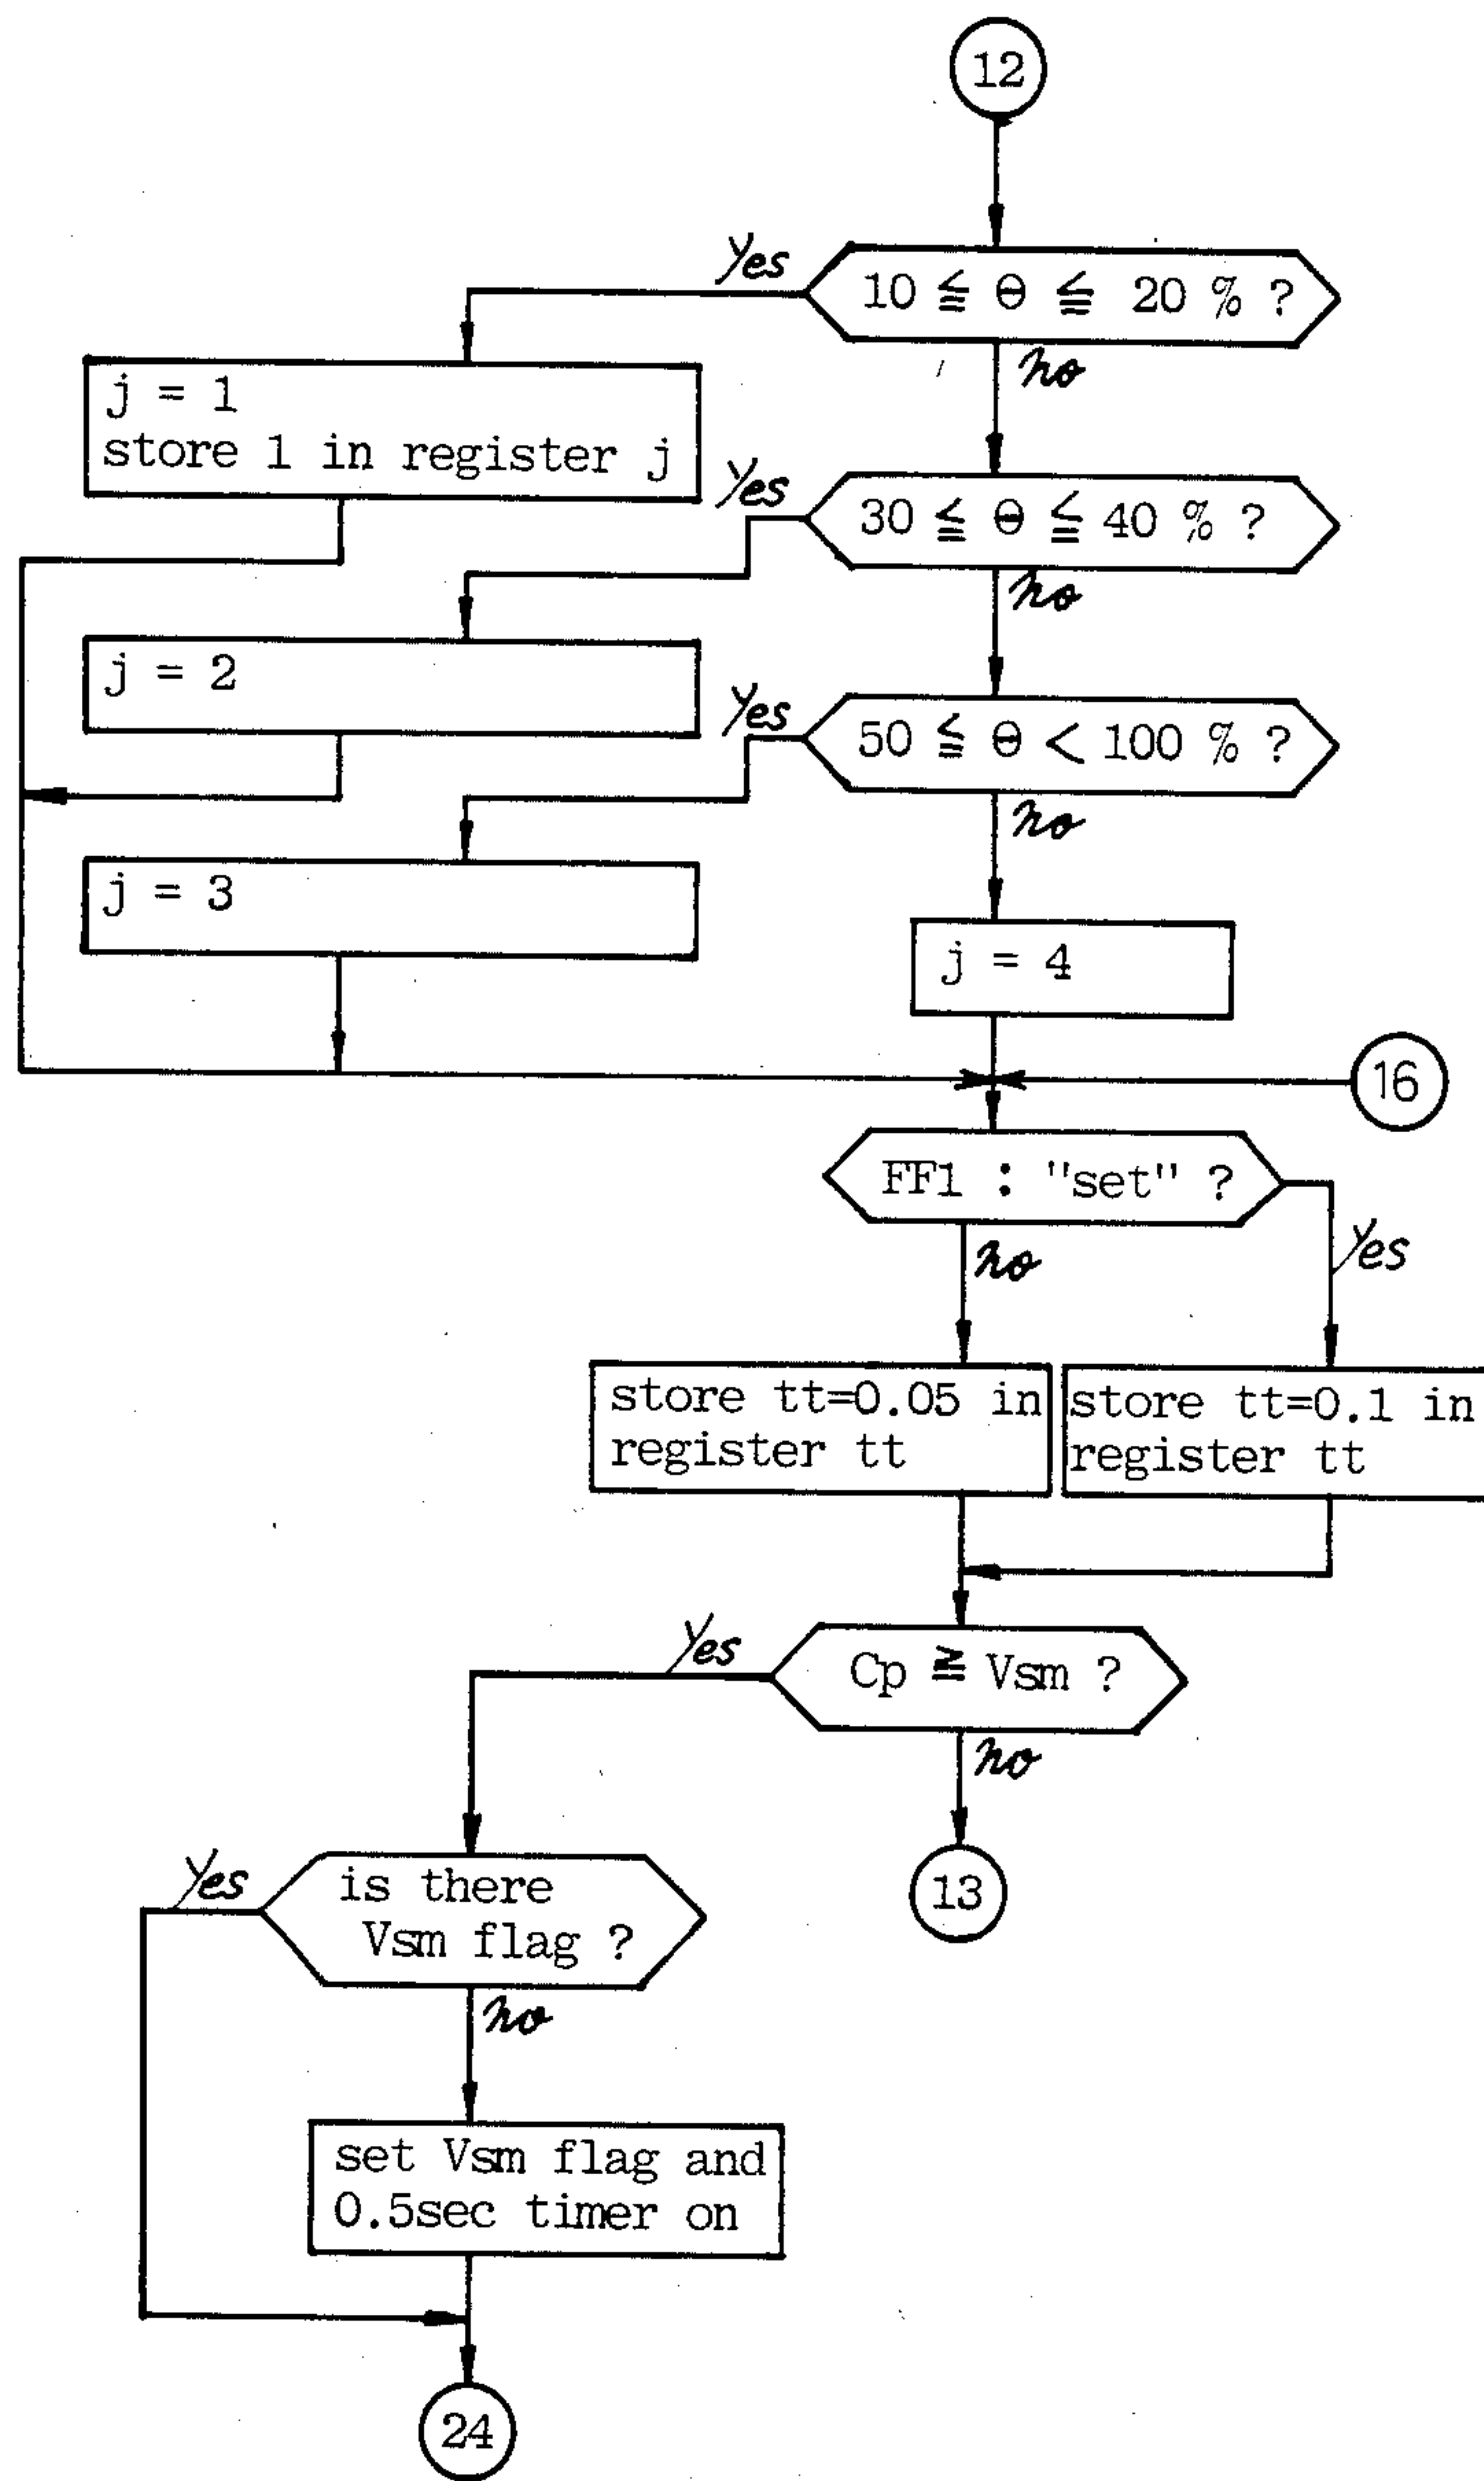 12
Yes
10 ≦ θ ≦ 20 % ?
no
j = 1
store 1 in register j
Yes
30 ≦ θ ≦ 40 % ?
no
j = 2
Yes
50 ≦ θ < 100 % ?
no
j = 3
j = 4
16
FF1 : "set" ?
no
Yes
store tt=0.05 in
register tt
store tt=0.1 in
register tt
Yes
Cp ≧ Vsm ?
no
13
Yes
is there
Vsm flag ?
no
set Vsm flag and
0.5sec timer on
24